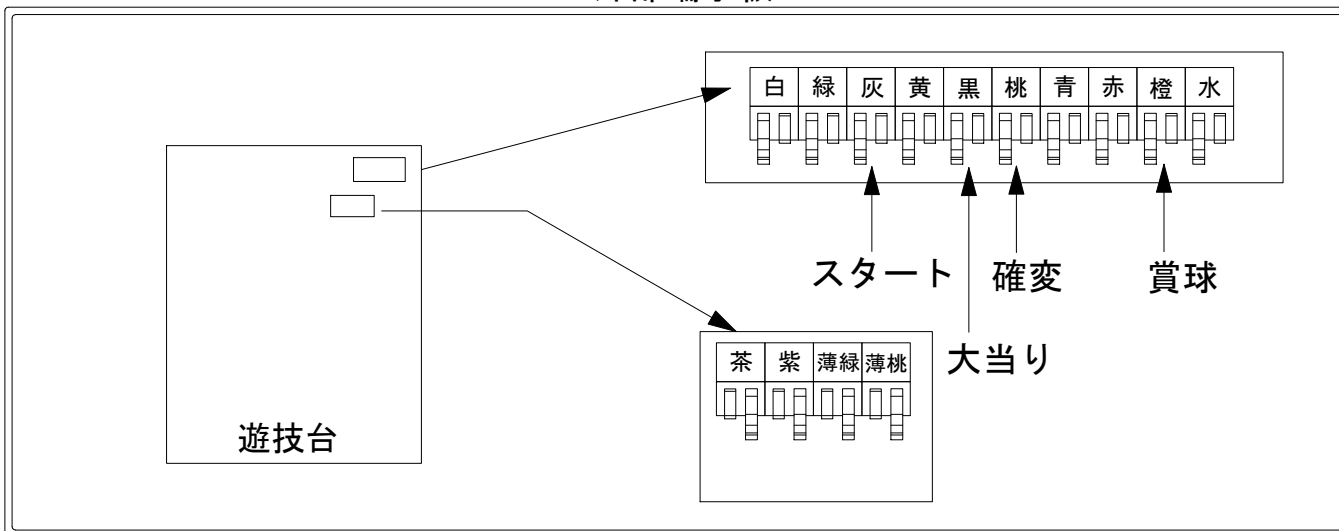 白 緑 灰 黄 黒 桃 青 赤 橙 水
スタート 確変 賞球
大当り
茶 紫 薄緑 薄桃
遊技台